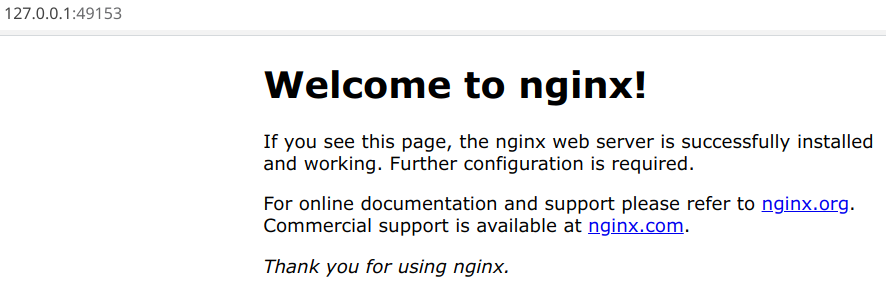 127.0.0.1:49153
Welcome to nginx!
If you see this page, the nginx web server is successfully installed
and working. Further configuration is required.
For online documentation and support please refer to nginx.org.
Commercial support is available at nginx.com.
Thank you for using nginx.